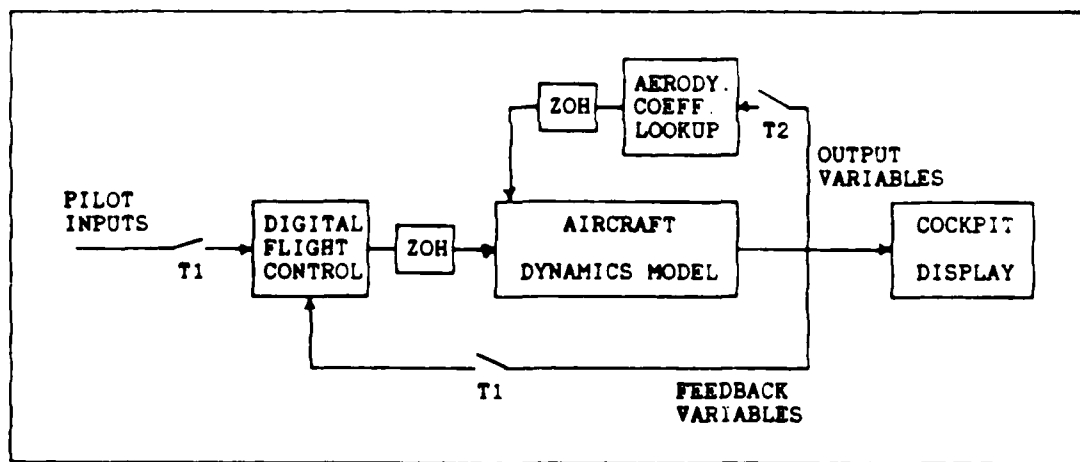 AERODY.
COEFF.
LOOKUP
ZOH
T2
OUTPUT
VARIABLES
PILOT
INPUTS
T1
DIGITAL
FLIGHT
CONTROL
ZOH
AIRCRAFT
DYNAMICS MODEL
COCKPIT
DISPLAY
T1
FEEDBACK
VARIABLES